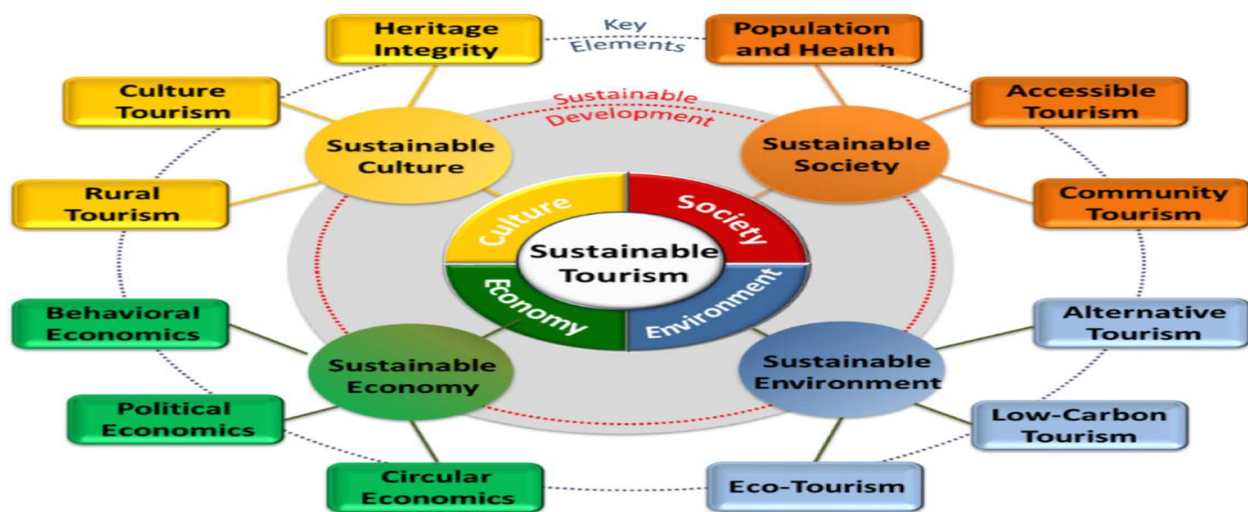 Heritage
Integrity
Key
Elements
Population
and Health
Culture
Tourism
Sustainable
Development
Accessible
Tourism
Sustainable
Culture
Sustainable
Society
Rural
Tourism
Community
Tourism
Culture
Society
Sustainable
Tourism
Economy
Environment
Behavioral
Economics
Alternative
Tourism
Sustainable
Economy
Sustainable
Environment
Political
Economics
Low-Carbon
Tourism
Circular
Economics
Eco-Tourism